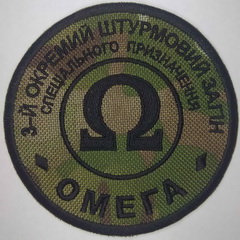 3-Й ОКРЕМИЙ ШТУРМОВИЙ ЗАГІН
СПЕЦІАЛЬНОГО ПРИЗНАЧЕННЯ
Ω
ОМЕГА